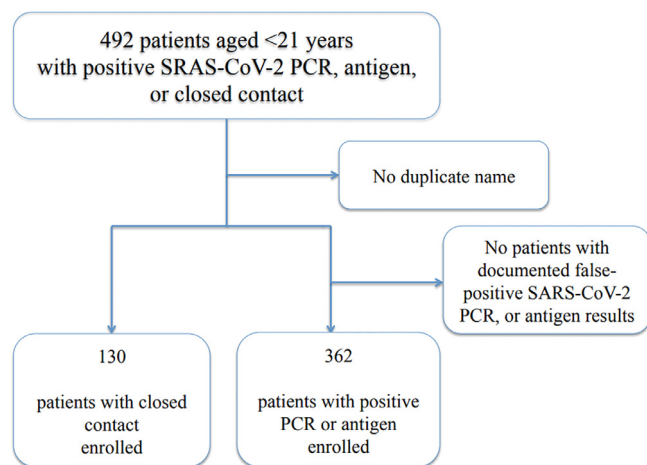 492 patients aged <21 years
with positive SRAS-CoV-2 PCR, antigen,
or closed contact
No duplicate name
No patients with
documented false-
positive SARS-CoV-2
PCR, or antigen results
130
patients with closed
contact
enrolled
362
patients with positive
PCR or antigen
enrolled